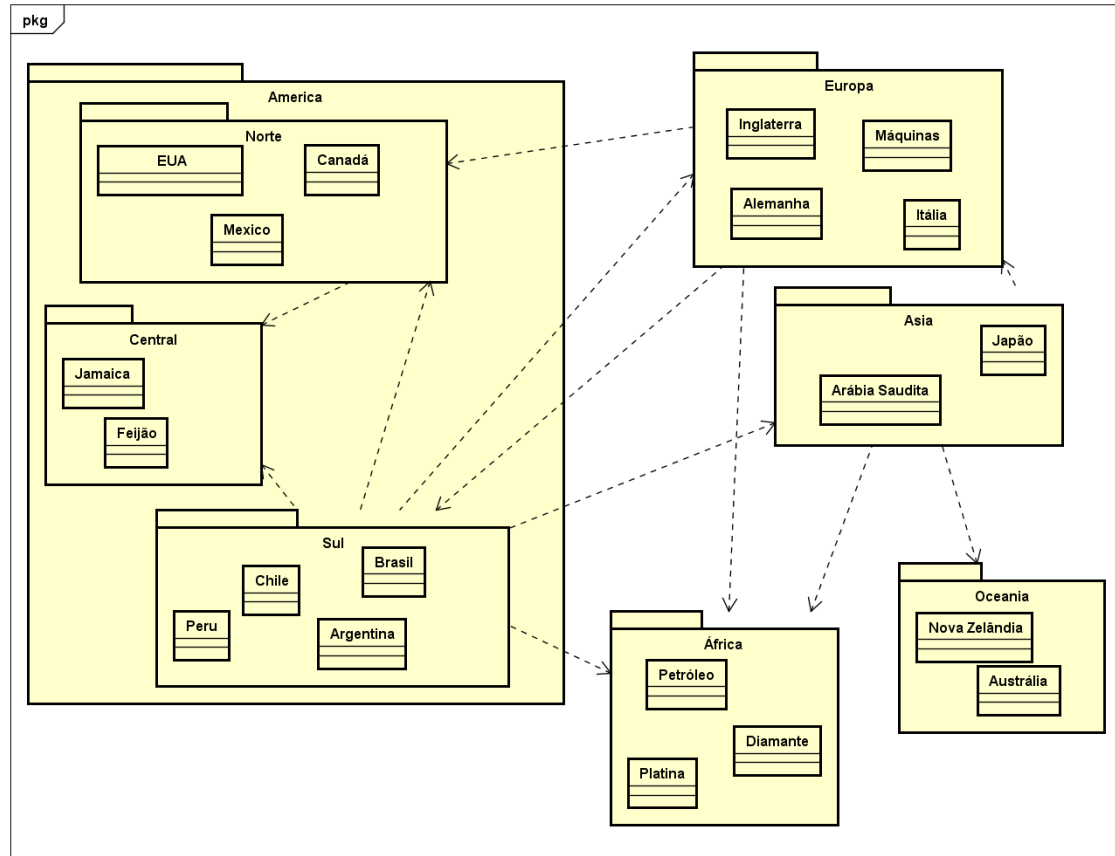 pkg
America
Norte
EUA
Canadá
Mexico
Central
Jamaica
Feijão
Sul
Brasil
Chile
Peru
Argentina
Europa
Inglaterra
Máquinas
Alemanha
Itália
Asia
Japão
Arábia Saudita
África
Petróleo
Diamante
Platina
Oceania
Nova Zelândia
Austrália